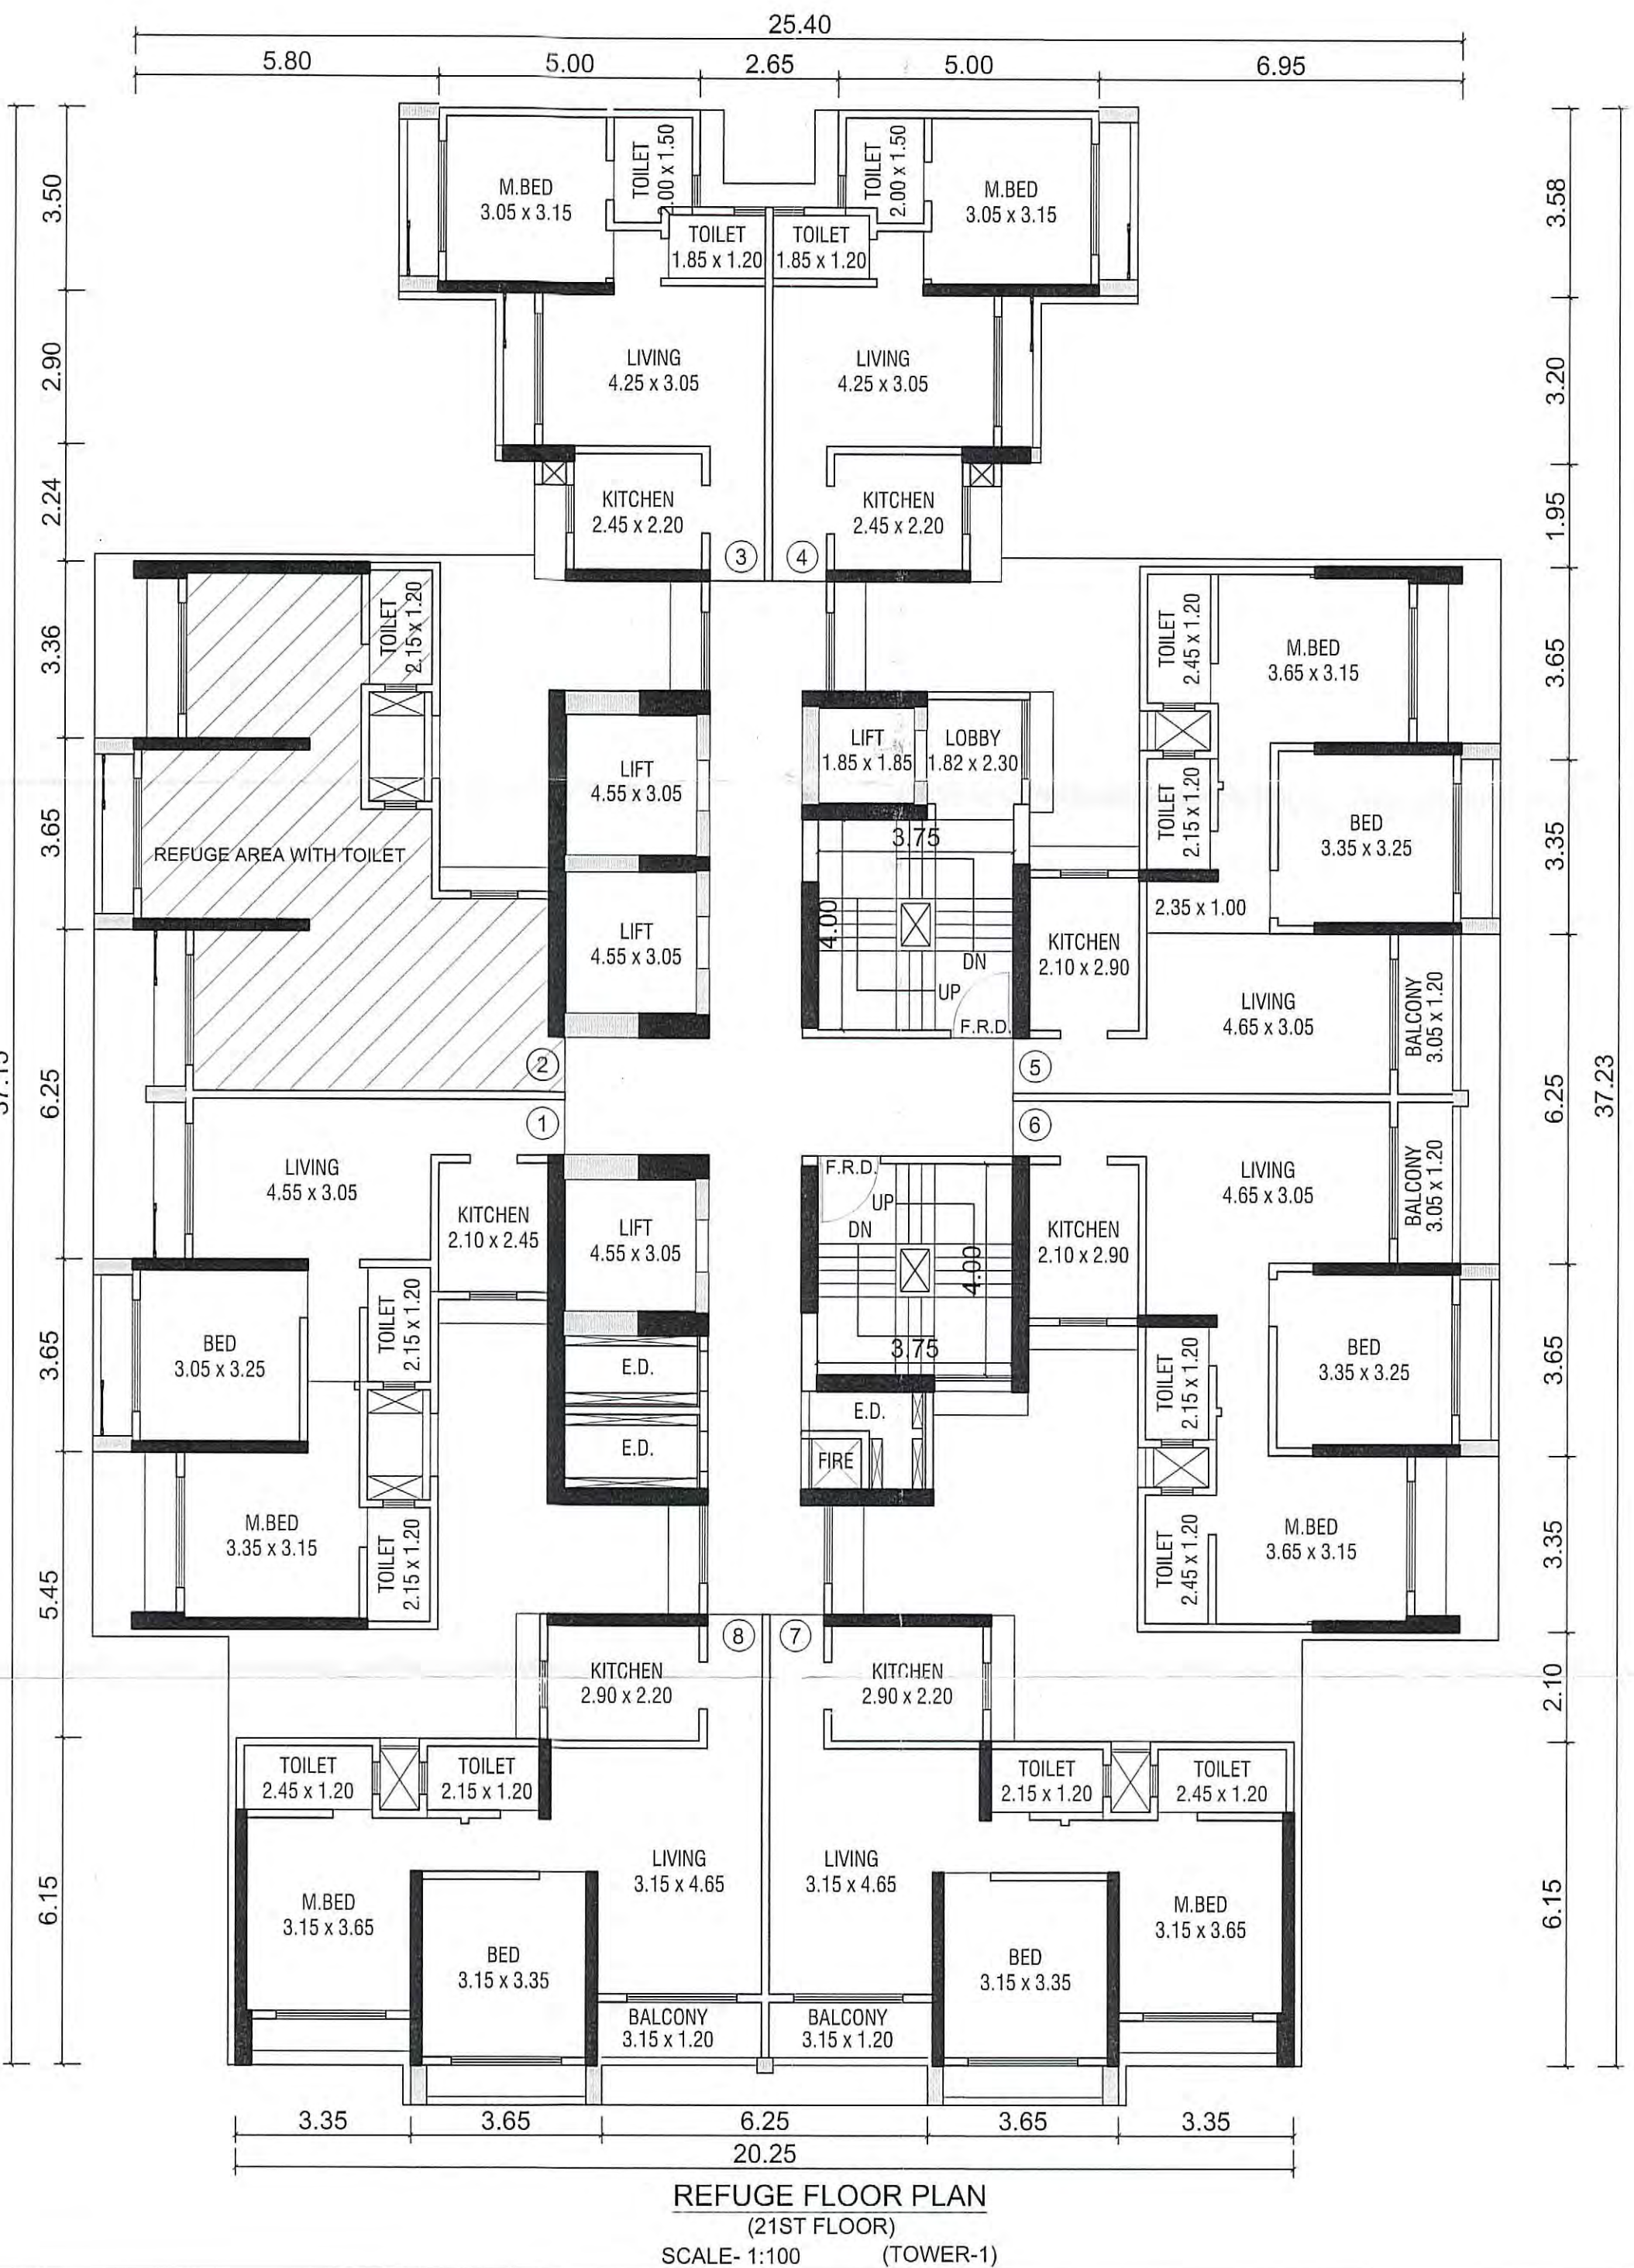 25.40
5.80 5.00 2.65 5.00 6.95
3.50
2.90
2.24
3.36
3.65
6.25
3.65
5.45
6.15
M.BED
3.05 x 3.15
TOILET
TOILET
2.00 x 1.50
M.BED
3.05 x 3.15
TOILET
1.85 x 1.20
TOILET
1.85 x 1.20
LIVING
4.25 x 3.05
LIVING
4.25 x 3.05
KITCHEN
2.45 x 2.20
KITCHEN
2.45 x 2.20
3
4
TOILET
2.15 x 1.20
REFUGE AREA WITH TOILET
LIFT
4.55 x 3.05
LIFT
4.55 x 3.05
2
LIFT
1.85 x 1.85
LOBBY
1.82 x 2.30
3.75
4.00
DN
UP
F.R.D.
TOILET
2.45 x 1.20
M.BED
3.65 x 3.15
TOILET
2.15 x 1.20
BED
3.35 x 3.25
2.35 x 1.00
KITCHEN
2.10 x 2.90
LIVING
4.65 x 3.05
BALCONY
3.05 x 1.20
5
1
LIVING
4.55 x 3.05
KITCHEN
2.10 x 2.45
LIFT
4.55 x 3.05
BED
3.05 x 3.25
TOILET
2.15 x 1.20
E.D.
E.D.
M.BED
3.35 x 3.15
TOILET
2.15 x 1.20
F.R.D.
UP
DN
4.00
3.75
E.D.
FIRE
6
KITCHEN
2.10 x 2.90
LIVING
4.65 x 3.05
BALCONY
3.05 x 1.20
BED
3.35 x 3.25
TOILET
2.15 x 1.20
TOILET
2.45 x 1.20
M.BED
3.65 x 3.15
8
7
KITCHEN
2.90 x 2.20
KITCHEN
2.90 x 2.20
TOILET
2.45 x 1.20
TOILET
2.15 x 1.20
TOILET
2.15 x 1.20
TOILET
2.45 x 1.20
LIVING
3.15 x 4.65
LIVING
3.15 x 4.65
M.BED
3.15 x 3.65
BED
3.15 x 3.35
BED
3.15 x 3.35
M.BED
3.15 x 3.65
BALCONY
3.15 x 1.20
BALCONY
3.15 x 1.20
3.58
3.20
1.95
3.65
3.35
6.25
3.65
3.35
2.10
6.15
37.23
3.35 3.65 6.25 3.65 3.35
20.25
REFUGE FLOOR PLAN
(21ST FLOOR)
SCALE- 1:100 (TOWER-1)